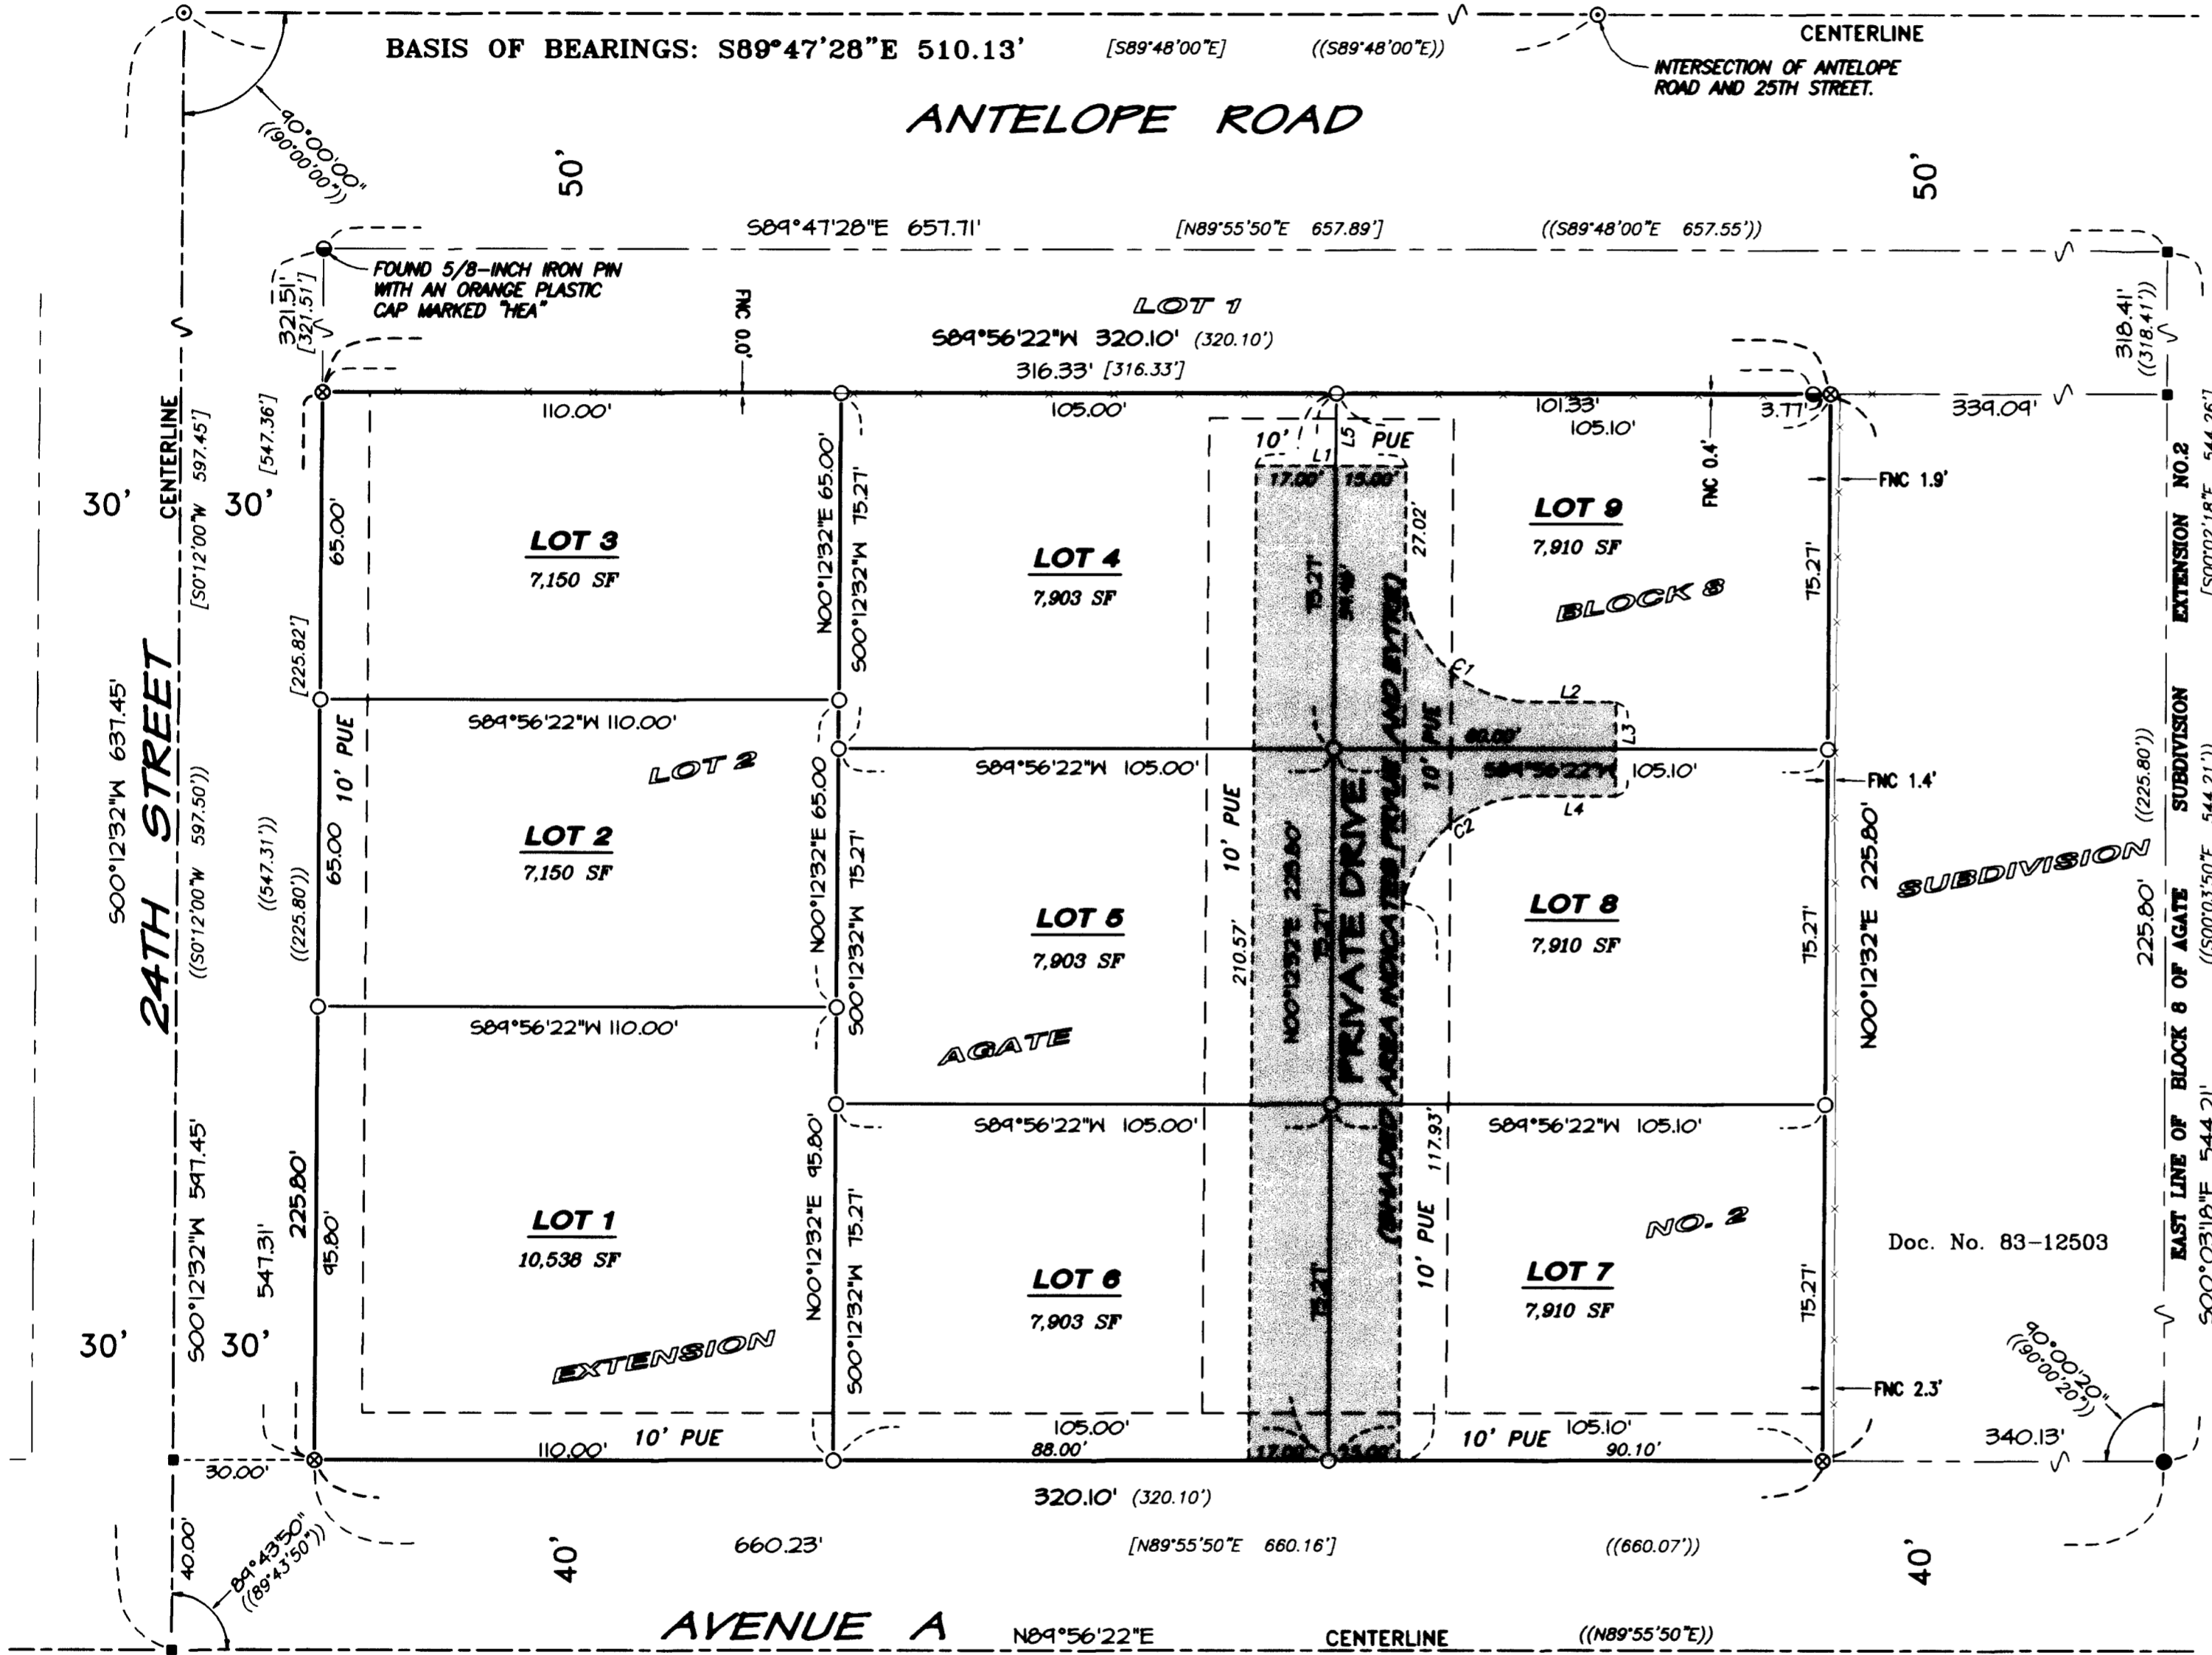 BASIS OF BEARINGS: S89°47'28"E 510.13' [S89°48'00"E] ((S89°48'00"E))
CENTERLINE
INTERSECTION OF ANTELOPE
ROAD AND 25TH STREET.
90°00'00"
((90°00'00"))
ANTELOPE ROAD
50'
50'
S89°47'28"E 657.71' [N89°55'50"E 657.89'] ((S89°48'00"E 657.55'))
FOUND 5/8-INCH IRON PIN
WITH AN ORANGE PLASTIC
CAP MARKED "HEA"
321.51'
[321.51']
FNC 0.0'
LOT 1
S89°56'22"W 320.10' (320.10')
316.33' [316.33']
318.41'
((318.41'))
110.00'
105.00'
101.33'
3.77'
105.10'
339.09'
CENTERLINE
[S0°12'00"W 597.45']
[547.36']
30'
30'
65.00'
N00°12'32"E 65.00'
S00°12'32"W 75.27'
10' PUE
L5
L1
17.00' 15.00'
27.02'
FNC 0.4'
FNC 1.9'
LOT 3
7,150 SF
LOT 4
7,903 SF
LOT 9
7,910 SF
BLOCK 8
75.27'
75.27'
[225.82']
S89°56'22"W 110.00'
C1
L2
L3
60.00'
S89°56'22"W 105.00'
S89°56'22"W 105.10'
L4
C2
FNC 1.4'
24TH STREET
S00°12'32"W 637.45'
((S0°12'00"W 597.50'))
((547.31'))
((225.80'))
65.00
10' PUE
LOT 2
LOT 2
7,150 SF
N00°12'32"E 65.00
S00°12'32"W 75.27'
LOT 5
7,903 SF
10' PUE
210.57'
N00°12'32"E 225.80'
75.27'
PRIVATE DRIVE
10' PUE
LOT 8
7,910 SF
75.27'
N00°12'32"E 225.80'
SUBDIVISION
225.80' ((225.80'))
EAST LINE OF BLOCK 8 OF AGATE SUBDIVISION EXTENSION NO.2
S89°56'22"W 110.00'
AGATE
S89°56'22"W 105.00'
S89°56'22"W 105.10'
117.93'
S00°12'32"W 597.45'
547.31'
225.80'
95.80'
LOT 1
10,538 SF
N00°12'32"E 95.80'
S00°12'32"W 75.27'
LOT 6
7,903 SF
75.27'
10' PUE
LOT 7
7,910 SF
NO. 2
75.27'
Doc. No. 83-12503
EXTENSION
30'
30'
FNC 2.3'
90°00'20"
((90°00'20"))
340.13'
30.00'
110.00'
10' PUE
105.00'
88.00'
17.00' 15.00'
10' PUE
105.10'
90.10'
320.10' (320.10')
40.00'
89°43'50"
((89°43'50"))
40'
660.23' [N89°55'50"E 660.16'] ((660.07'))
40'
AVENUE A N89°56'22"E CENTERLINE ((N89°55'50"E))